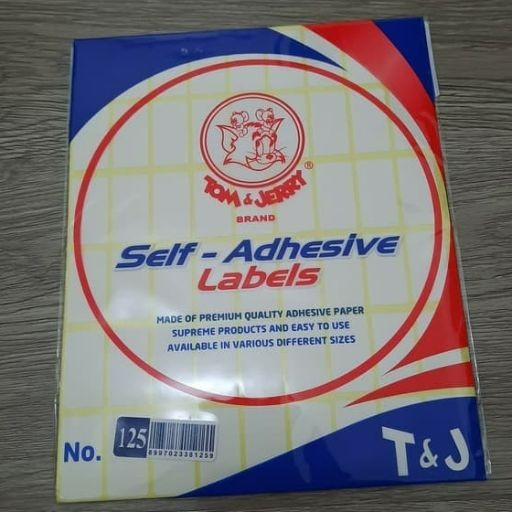 TOM & JERRY ®
BRAND
Self - Adhesive
Labels
MADE OF PREMIUM QUALITY ADHESIVE PAPER
SUPREME PRODUCTS AND EASY TO USE
AVAILABLE IN VARIOUS DIFFERENT SIZES
No. 125
8997023381259
T & J